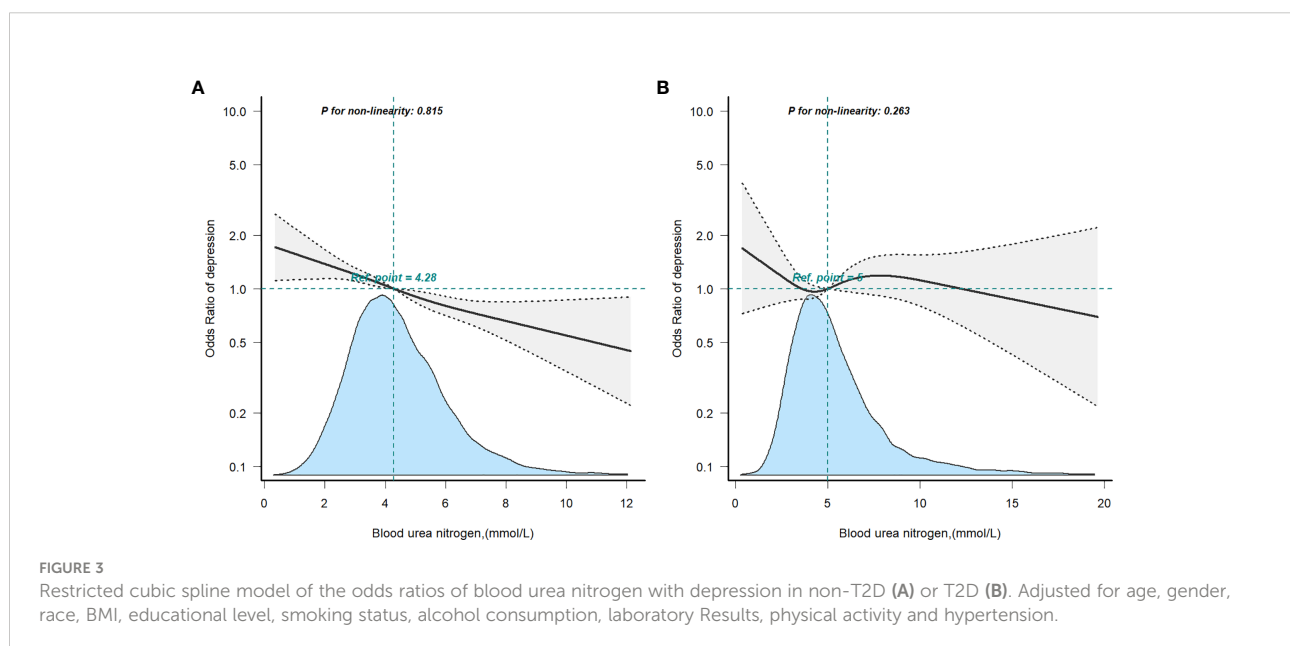 A
P for non-linearity: 0.815
10.0
5.0
2.0
1.0
0.5
0.2
0.1
Odds Ratio of depression
Ref. point = 4.28
0 2 4 6 8 10 12
Blood urea nitrogen,(mmol/L)
B
P for non-linearity: 0.263
10.0
5.0
2.0
1.0
0.5
0.2
0.1
Odds Ratio of depression
Ref. point = 5
0 5 10 15 20
Blood urea nitrogen,(mmol/L)
FIGURE 3
Restricted cubic spline model of the odds ratios of blood urea nitrogen with depression in non-T2D (A) or T2D (B). Adjusted for age, gender,
race, BMI, educational level, smoking status, alcohol consumption, laboratory Results, physical activity and hypertension.